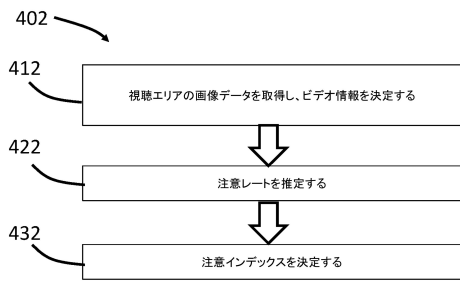 402
412
視聴エリアの画像データを取得し、ビデオ情報を決定する
422
注意レートを推定する
432
注意インデックスを決定する